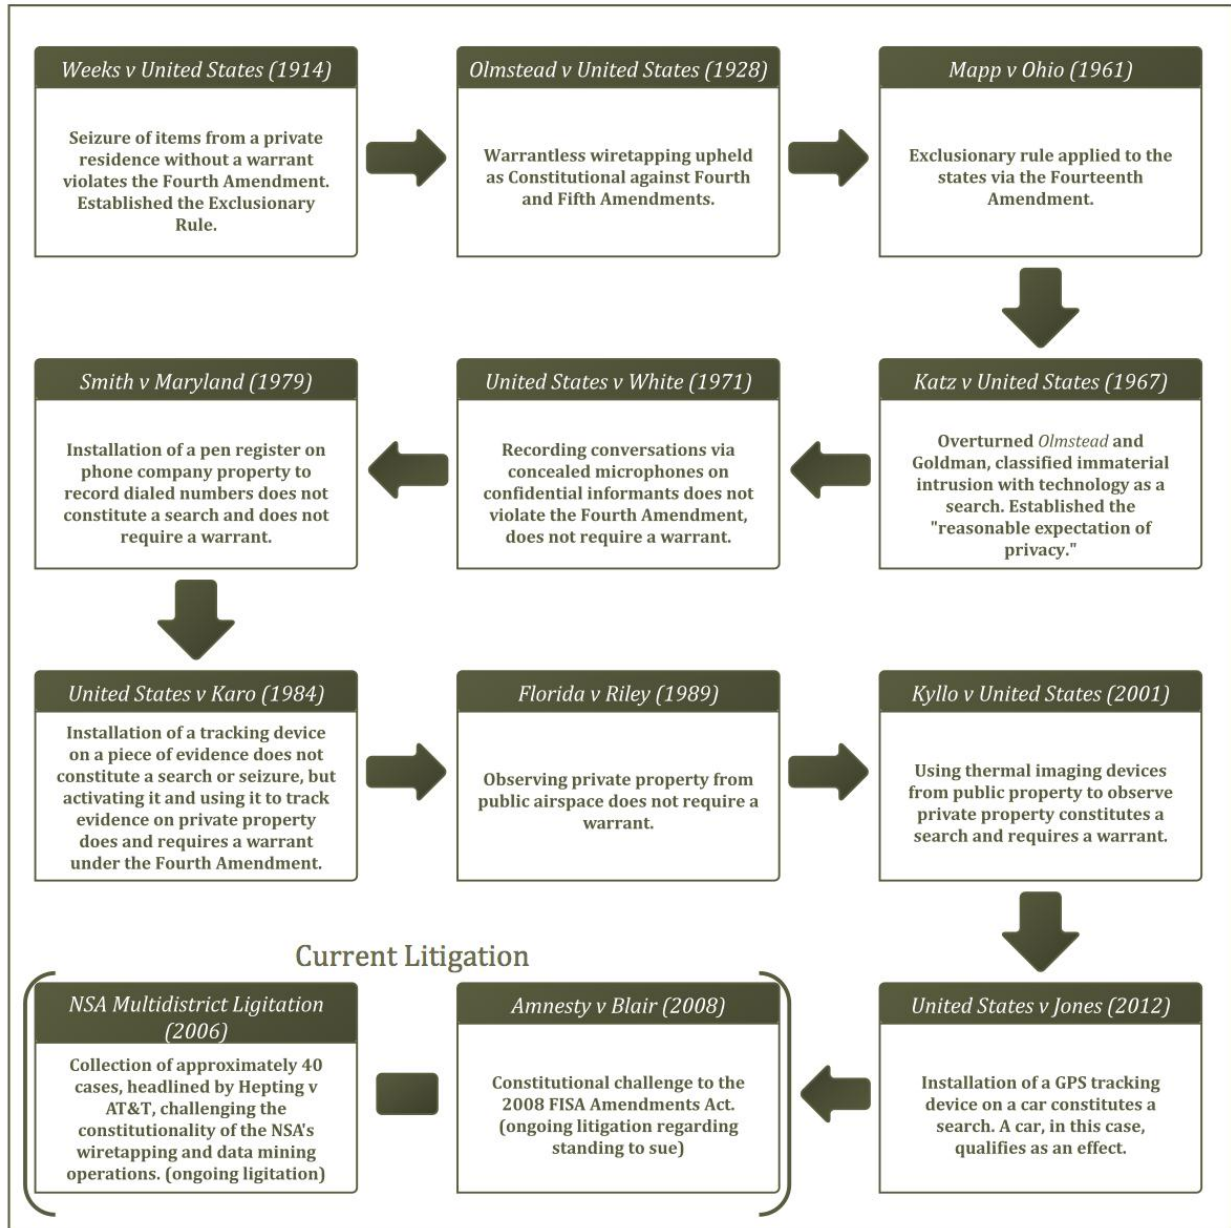 Weeks v United States (1914)
Seizure of items from a private
residence without a warrant
violates the Fourth Amendment.
Established the Exclusionary
Rule.
Olmstead v United States (1928)
Warrantless wiretapping upheld
as Constitutional against Fourth
and Fifth Amendments.
Mapp v Ohio (1961)
Exclusionary rule applied to the
states via the Fourteenth
Amendment.
Katz v United States (1967)
Overturned Olmstead and
Goldman, classified immaterial
intrusion with technology as a
search. Established the
"reasonable expectation of
privacy."
United States v White (1971)
Recording conversations via
concealed microphones on
confidential informants does not
violate the Fourth Amendment,
does not require a warrant.
Smith v Maryland (1979)
Installation of a pen register on
phone company property to
record dialed numbers does not
constitute a search and does not
require a warrant.
United States v Karo (1984)
Installation of a tracking device
on a piece of evidence does not
constitute a search or seizure, but
activating it and using it to track
evidence on private property
does and requires a warrant
under the Fourth Amendment.
Florida v Riley (1989)
Observing private property from
public airspace does not require a
warrant.
Kyllo v United States (2001)
Using thermal imaging devices
from public property to observe
private property constitutes a
search and requires a warrant.
United States v Jones (2012)
Installation of a GPS tracking
device on a car constitutes a
search. A car, in this case,
qualifies as an effect.
Current Litigation
Amnesty v Blair (2008)
Constitutional challenge to the
2008 FISA Amendments Act.
(ongoing litigation regarding
standing to sue)
NSA Multidistrict Ligitation
(2006)
Collection of approximately 40
cases, headlined by Hepting v
AT&T, challenging the
constitutionality of the NSA's
wiretapping and data mining
operations. (ongoing ligitation)